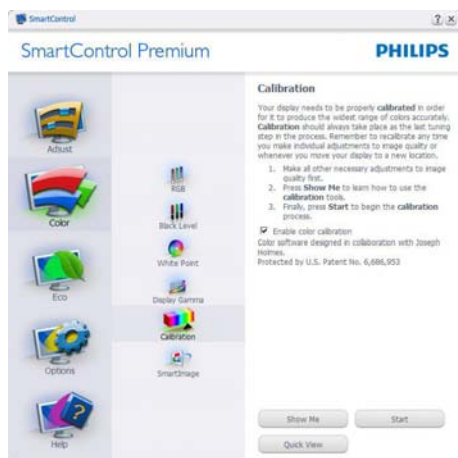 SmartControl
SmartControl Premium
PHILIPS
Adjust
Color
Eco
Options
Help
RGB
Black Level
White Point
Display Gamma
Calibration
SmartImage
Calibration
Your display needs to be properly calibrated in order
for it to produce the widest range of colors accurately.
Calibration should always take place as the last tuning
step in the process. Remember to recalibrate any time
you make individual adjustments to image quality or
whenever you move your display to a new location.
1. Make all other necessary adjustments to image
quality first.
2. Press Show Me to learn how to use the
calibration tools.
3. Finally, press Start to begin the calibration
process.
Enable color calibration
Color software designed in collaboration with Joseph
Holmes.
Protected by U.S. Patent No. 6,686,953
Show Me
Start
Quick View